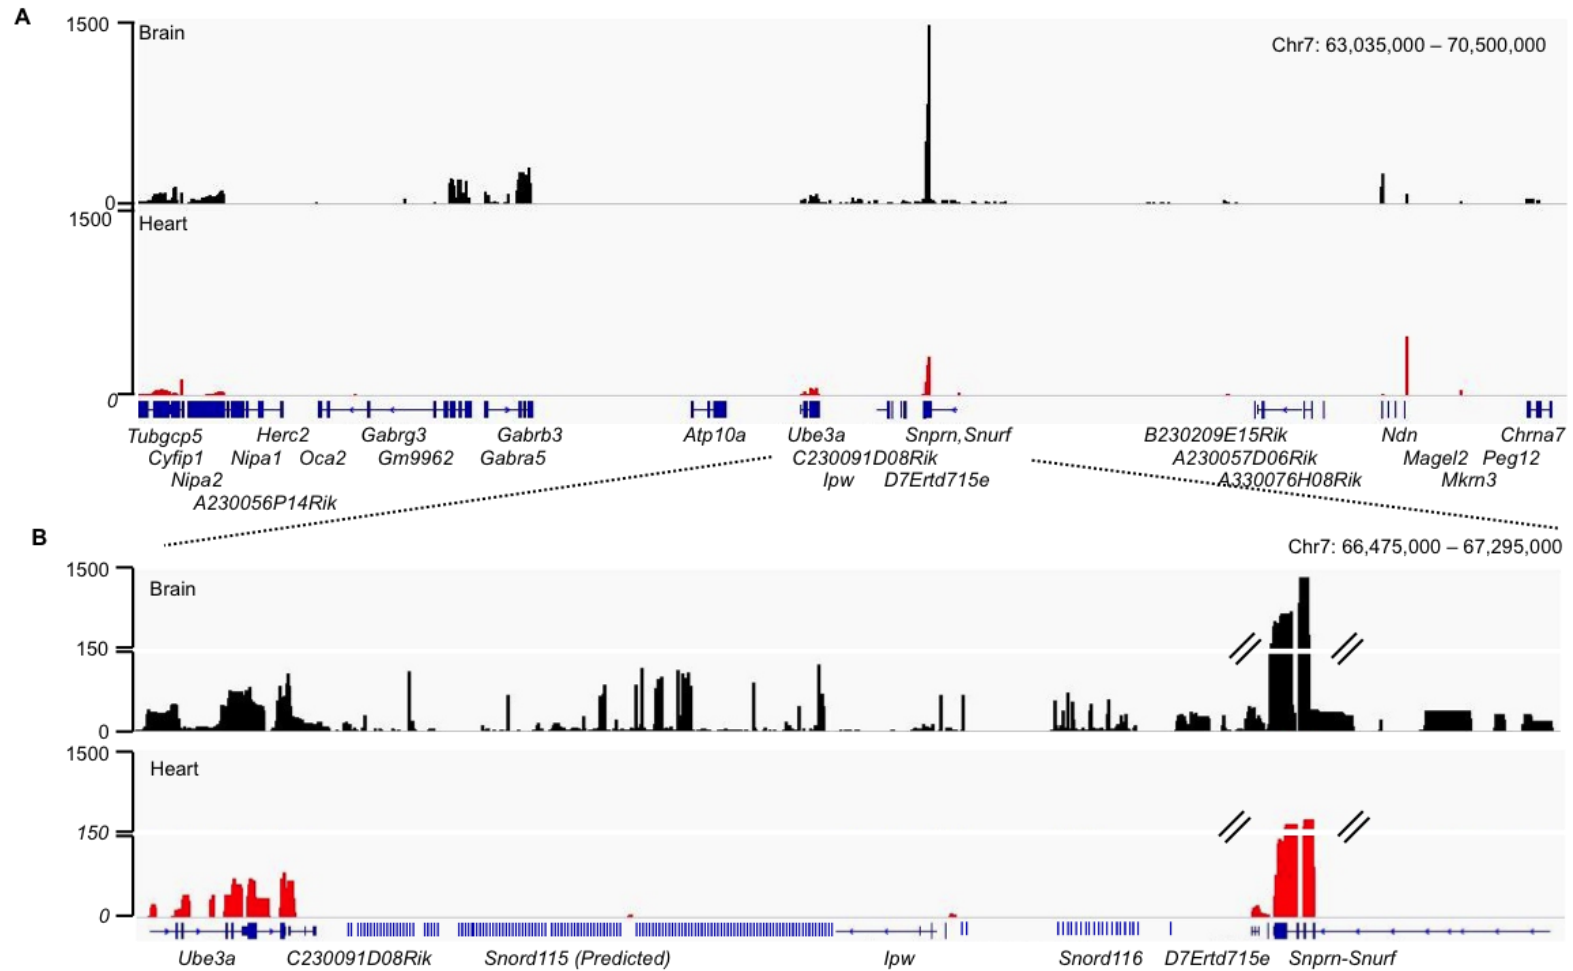 A
1500
Brain
Chr7: 63,035,000 – 70,500,000
0
1500
Heart
0
Tubgcp5 Herc2 Gabrg3 Gabrb3 Atp10a Ube3a Snprn,Snurf B230209E15Rik Ndn Chrna7
Cyfip1 Nipa1 Oca2 Gm9962 Gabra5 C230091D08Rik A230057D06Rik Magel2 Peg12
Nipa2 Ipw D7Ertd715e A330076H08Rik Mkrn3
A230056P14Rik
B
Chr7: 66,475,000 – 67,295,000
1500
Brain
150
0
1500
Heart
150
0
Ube3a C230091D08Rik Snord115 (Predicted) Ipw Snord116 D7Ertd715e Snprn-Snurf